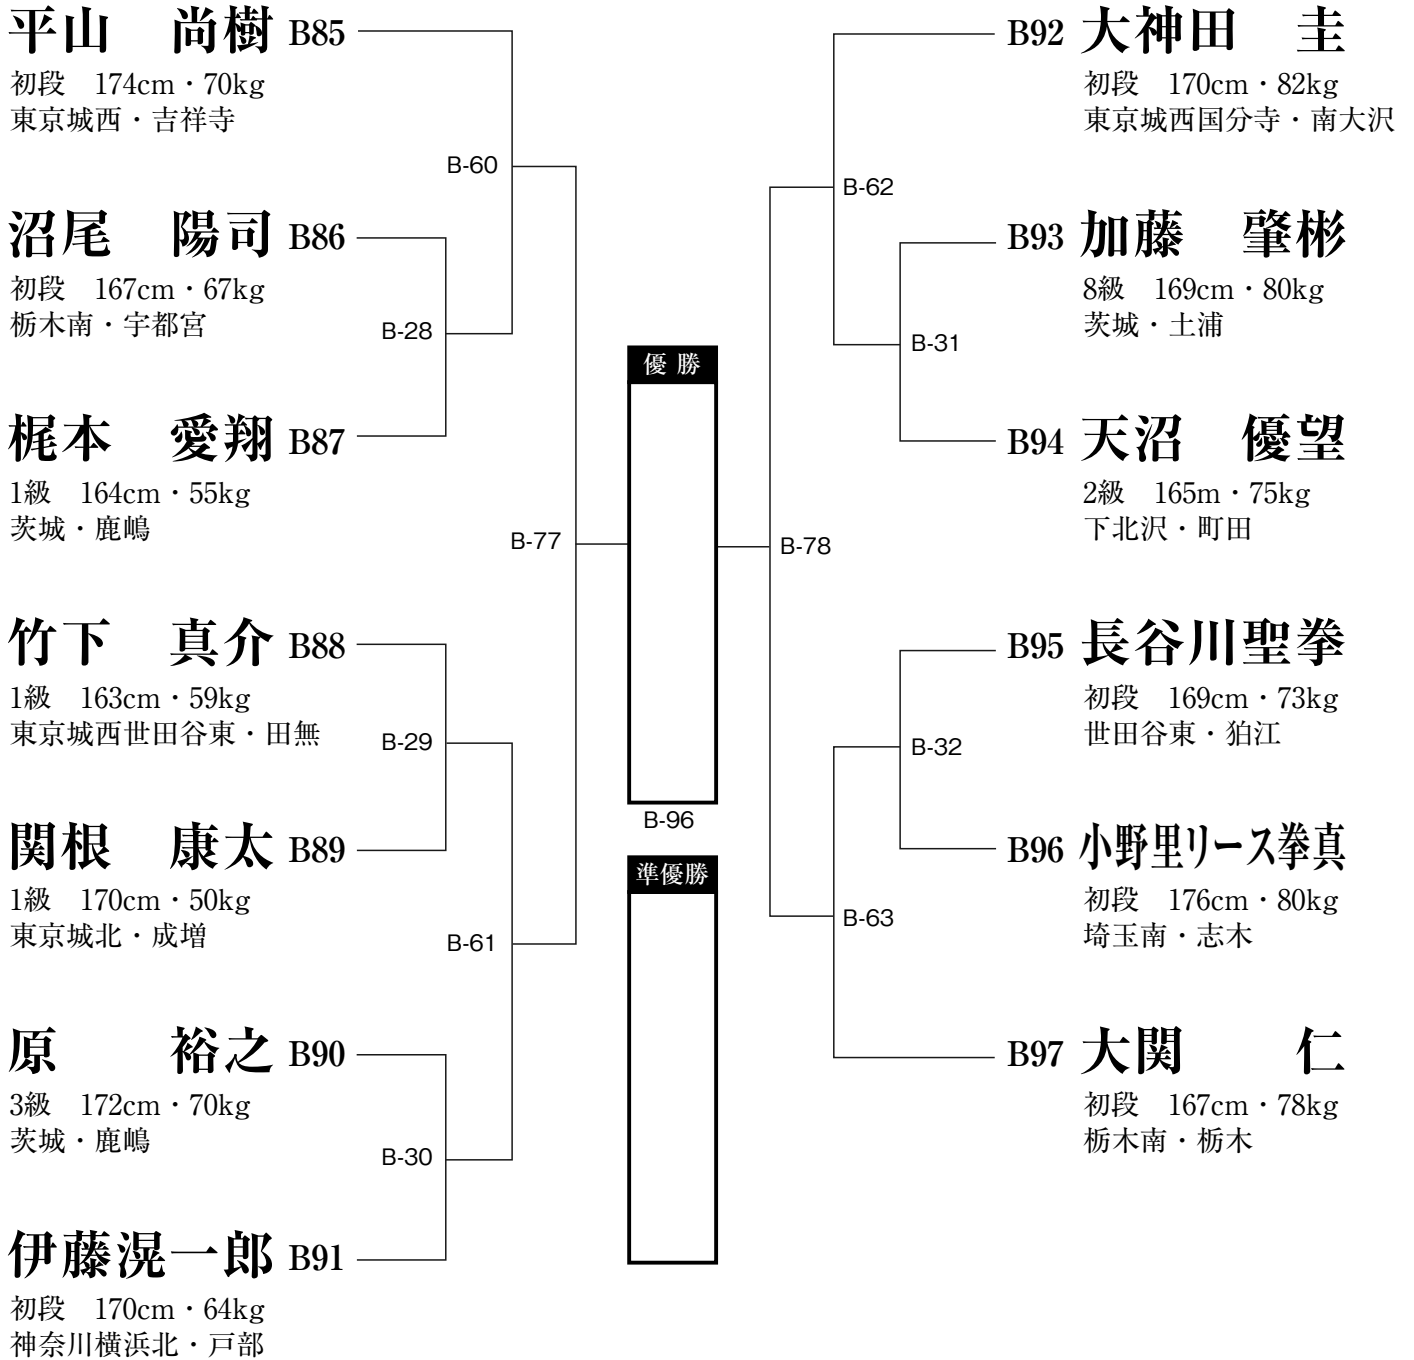 平山　尚樹 B85
初段　174cm・70kg
東京城西・吉祥寺
沼尾　陽司 B86
初段　167cm・67kg
栃木南・宇都宮
梶本　愛翔 B87
1級　164cm・55kg
茨城・鹿嶋
竹下　真介 B88
1級　163cm・59kg
東京城西世田谷東・田無
関根　康太 B89
1級　170cm・50kg
東京城北・成増
原　　裕之 B90
3級　172cm・70kg
茨城・鹿嶋
伊藤滉一郎 B91
初段　170cm・64kg
神奈川横浜北・戸部
B-60
B-28
B-77
B-29
B-61
B-30
優勝
B-96
準優勝
B-62
B-31
B-78
B-32
B-63
B92 大神田　圭
初段　170cm・82kg
東京城西国分寺・南大沢
B93 加藤　肇彬
8級　169cm・80kg
茨城・土浦
B94 天沼　優望
2級　165m・75kg
下北沢・町田
B95 長谷川聖拳
初段　169cm・73kg
世田谷東・狛江
B96 小野里リース拳真
初段　176cm・80kg
埼玉南・志木
B97 大関　　仁
初段　167cm・78kg
栃木南・栃木